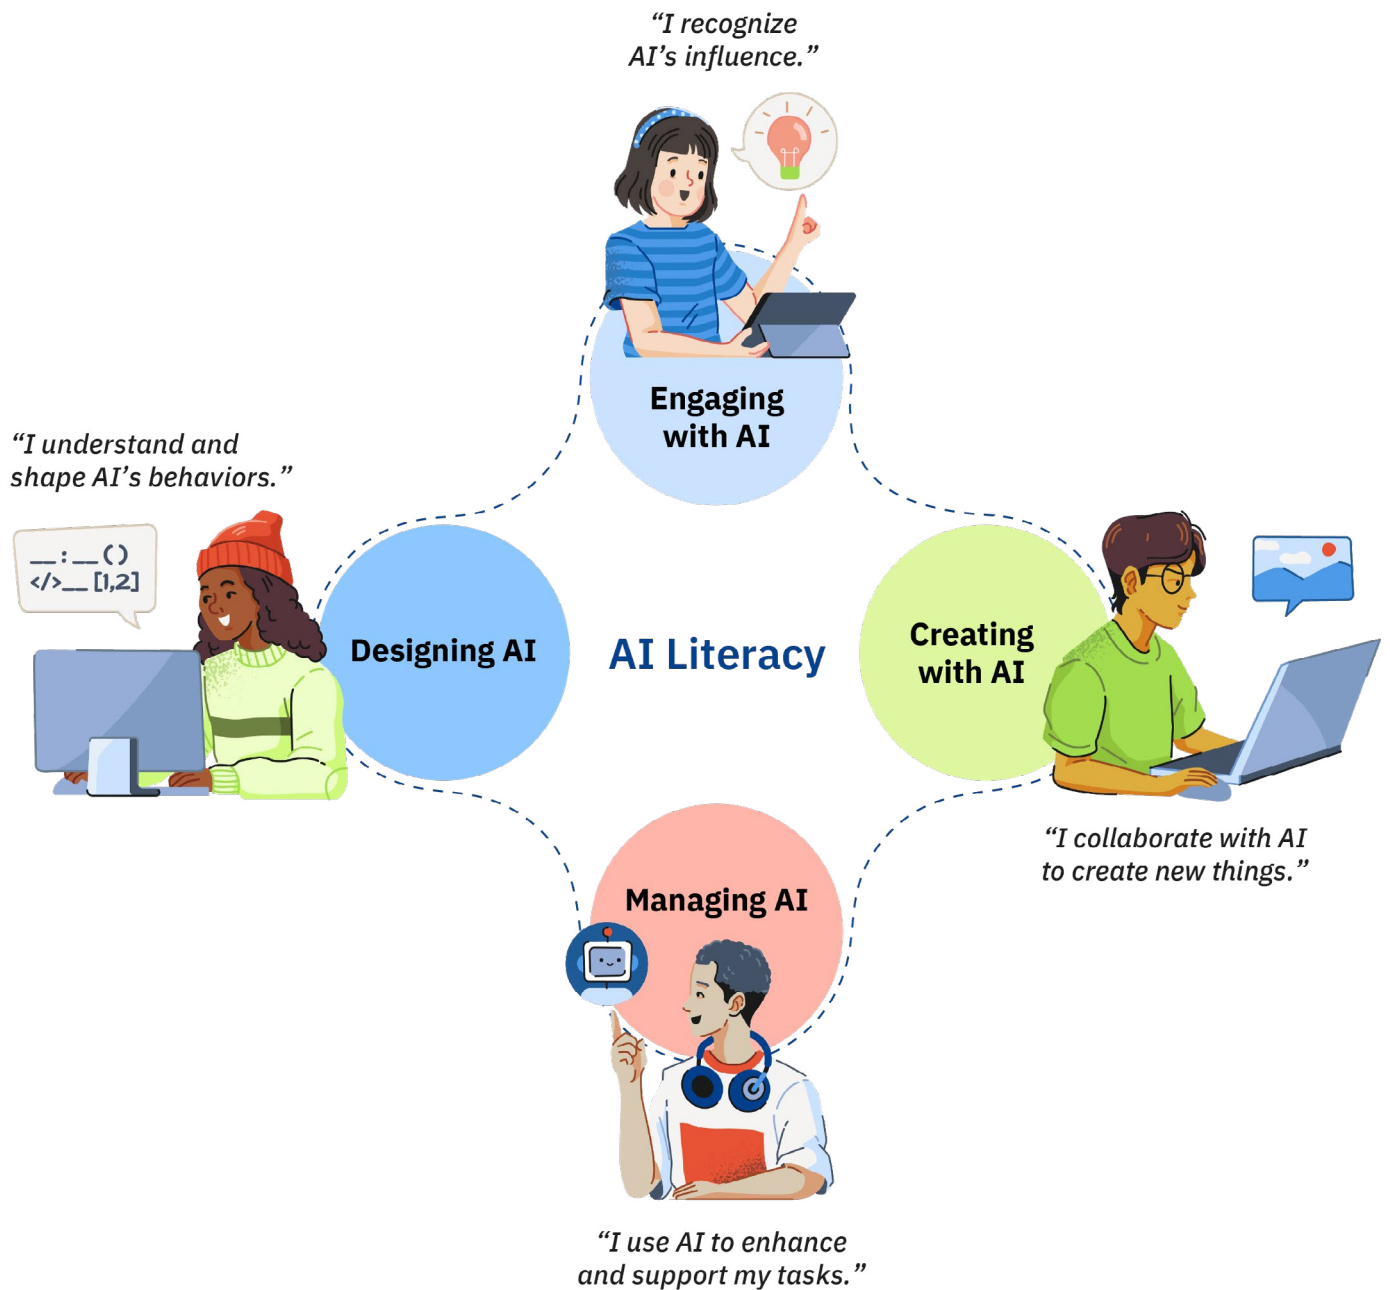 “I recognize
AI’s influence.”
Engaging
with AI
“I understand and
shape AI’s behaviors.”
__:__()
</>__[1,2]
Designing AI
AI Literacy
Creating
with AI
“I collaborate with AI
to create new things.”
Managing AI
“I use AI to enhance
and support my tasks.”